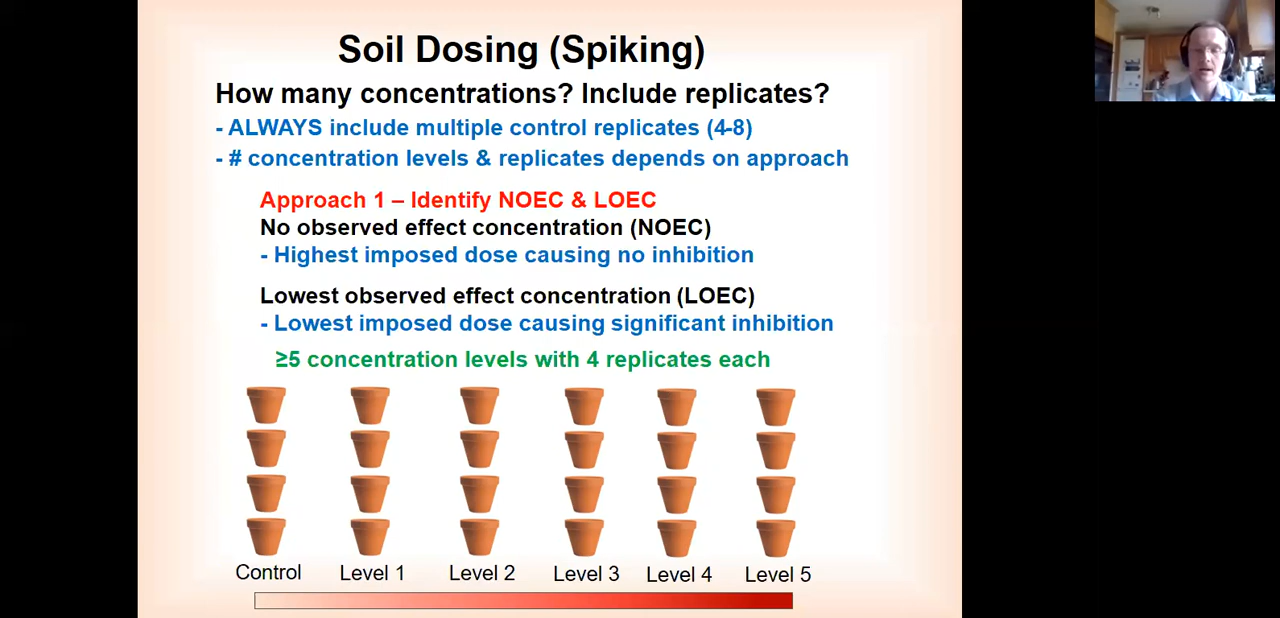 Soil Dosing (Spiking)
How many concentrations? Include replicates?
- ALWAYS include multiple control replicates (4-8)
- # concentration levels & replicates depends on approach
Approach 1 – Identify NOEC & LOEC
No observed effect concentration (NOEC)
- Highest imposed dose causing no inhibition
Lowest observed effect concentration (LOEC)
- Lowest imposed dose causing significant inhibition
≥5 concentration levels with 4 replicates each
Control Level 1 Level 2 Level 3 Level 4 Level 5